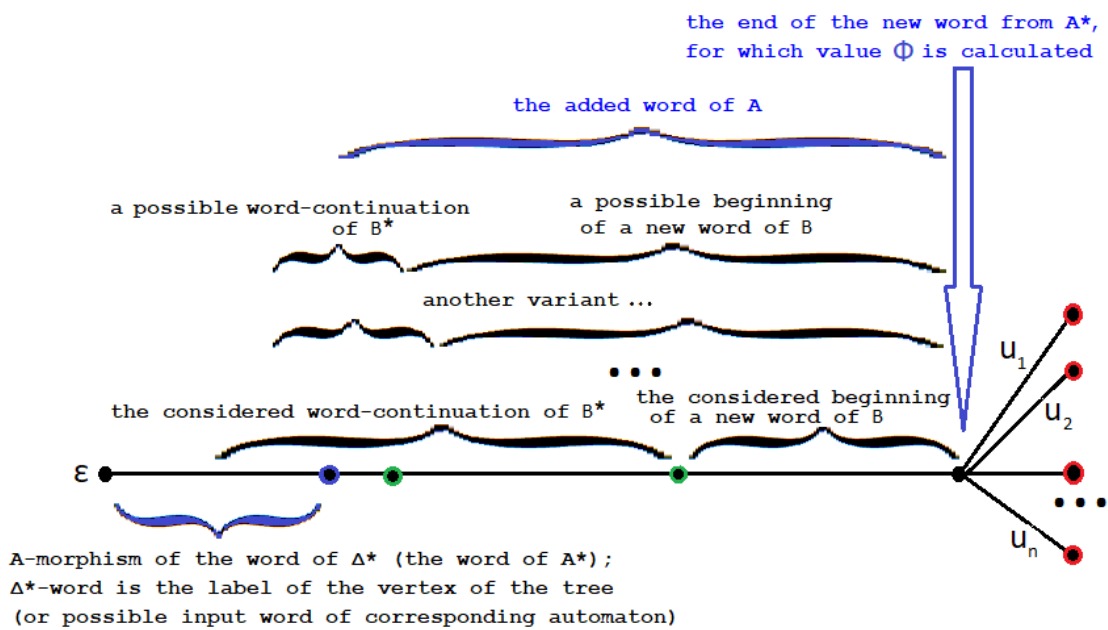 the end of the new word from A*,
for which value Φ is calculated
the added word of A
a possible word-continuation
of B*
a possible beginning
of a new word of B
another variant ...
...
the considered word-continuation of B*
the considered beginning
of a new word of B
ε
u1
u2
...
un
A-morphism of the word of Δ* (the word of A*);
Δ*-word is the label of the vertex of the tree
(or possible input word of corresponding automaton)